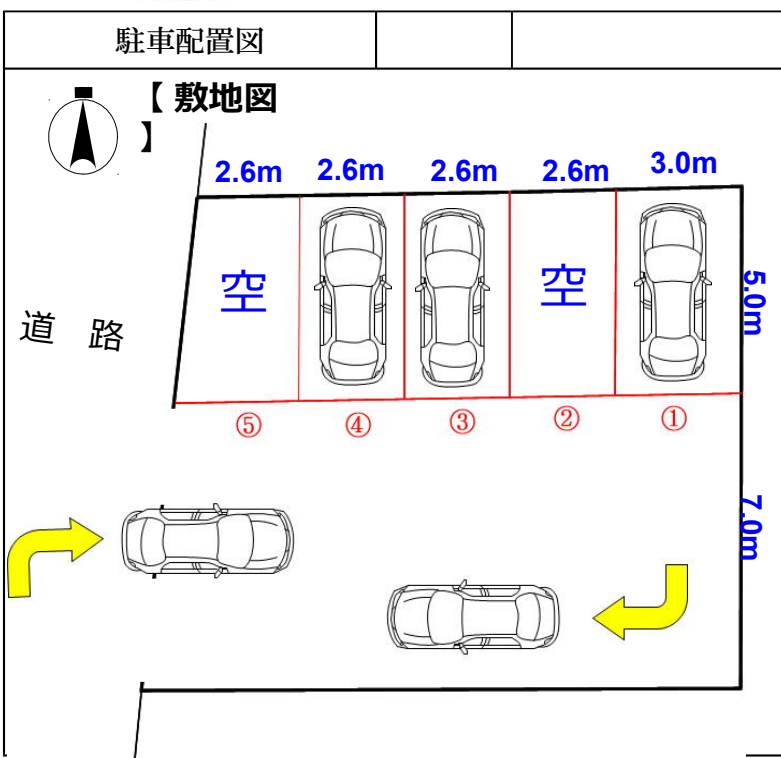 駐車配置図
【 敷地図
】
2.6m 2.6m 2.6m 2.6m 3.0m
空 空
5.0m
道 路
⑤ ④ ③ ② ①
7.0m